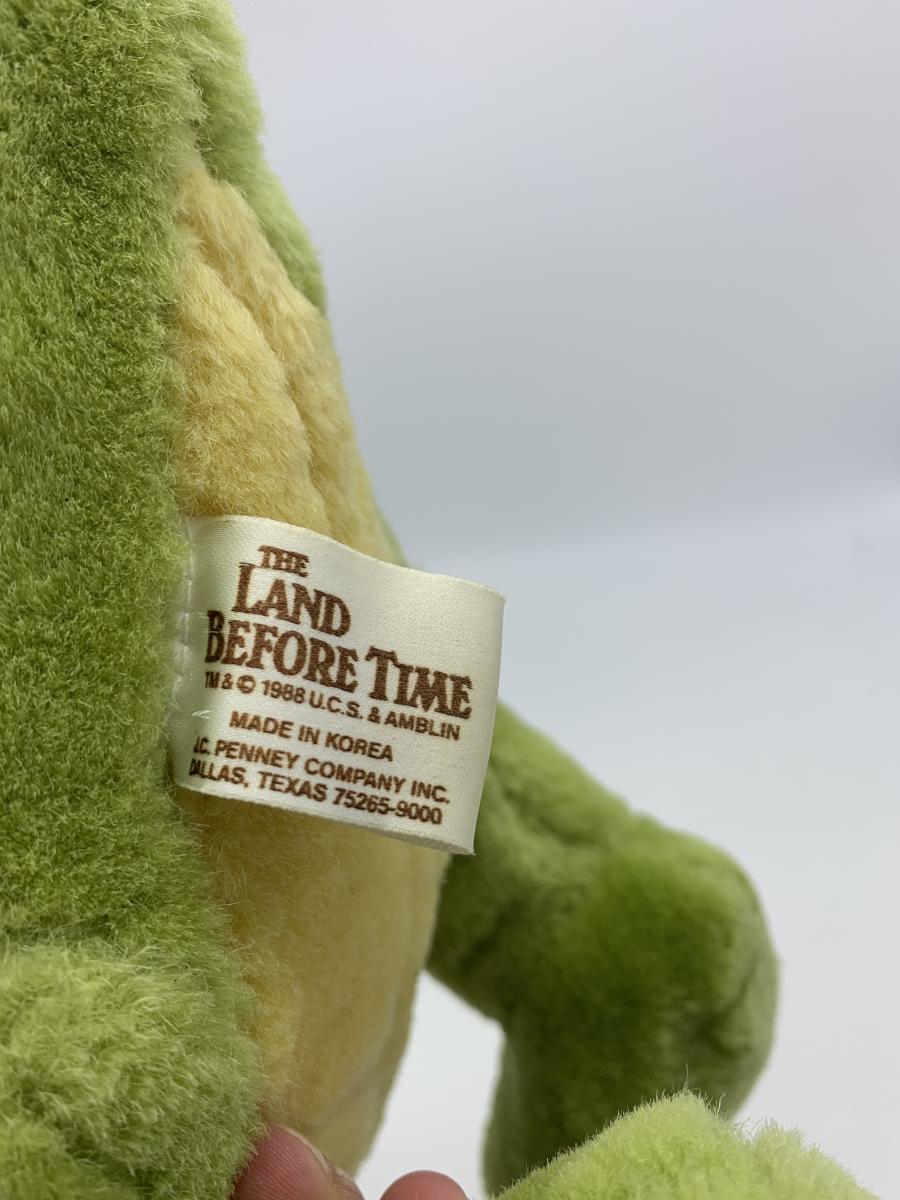 THE
LAND
BEFORE TIME
TM & © 1988 U.C.S. & AMBLIN
MADE IN KOREA
J.C. PENNEY COMPANY INC.
DALLAS, TEXAS 75265-9000